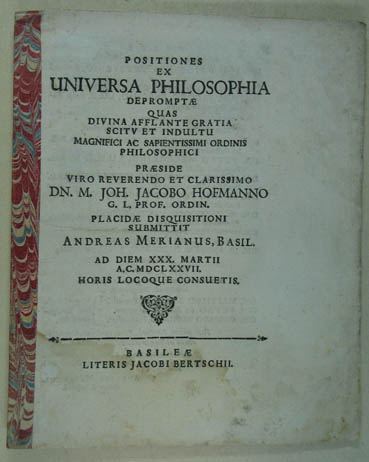 POSITIONES
EX
UNIVERSA PHILOSOPHIA
DEPROMPTÆ
QUAS
DIVINA AFFLANTE GRATIA
SCITU ET INDULTU
MAGNIFICI AC SAPIENTISSIMI ORDINIS
PHILOSOPHICI
PRÆSIDE
VIRO REVERENDO ET CLARISSIMO
DN. M. JOH. JACOBO HOFMANNO
G. L. PROF. ORDIN.
PLACIDÆ DISQUISITIONI
SUBMITTIT
ANDREAS MERIANUS, BASIL.
AD DIEM XXX. MARTII
A.C. MDCLXXVII.
HORIS LOCOQUE CONSUETIS.
BASILEÆ
LITERIS JACOBI BERTSCHII.